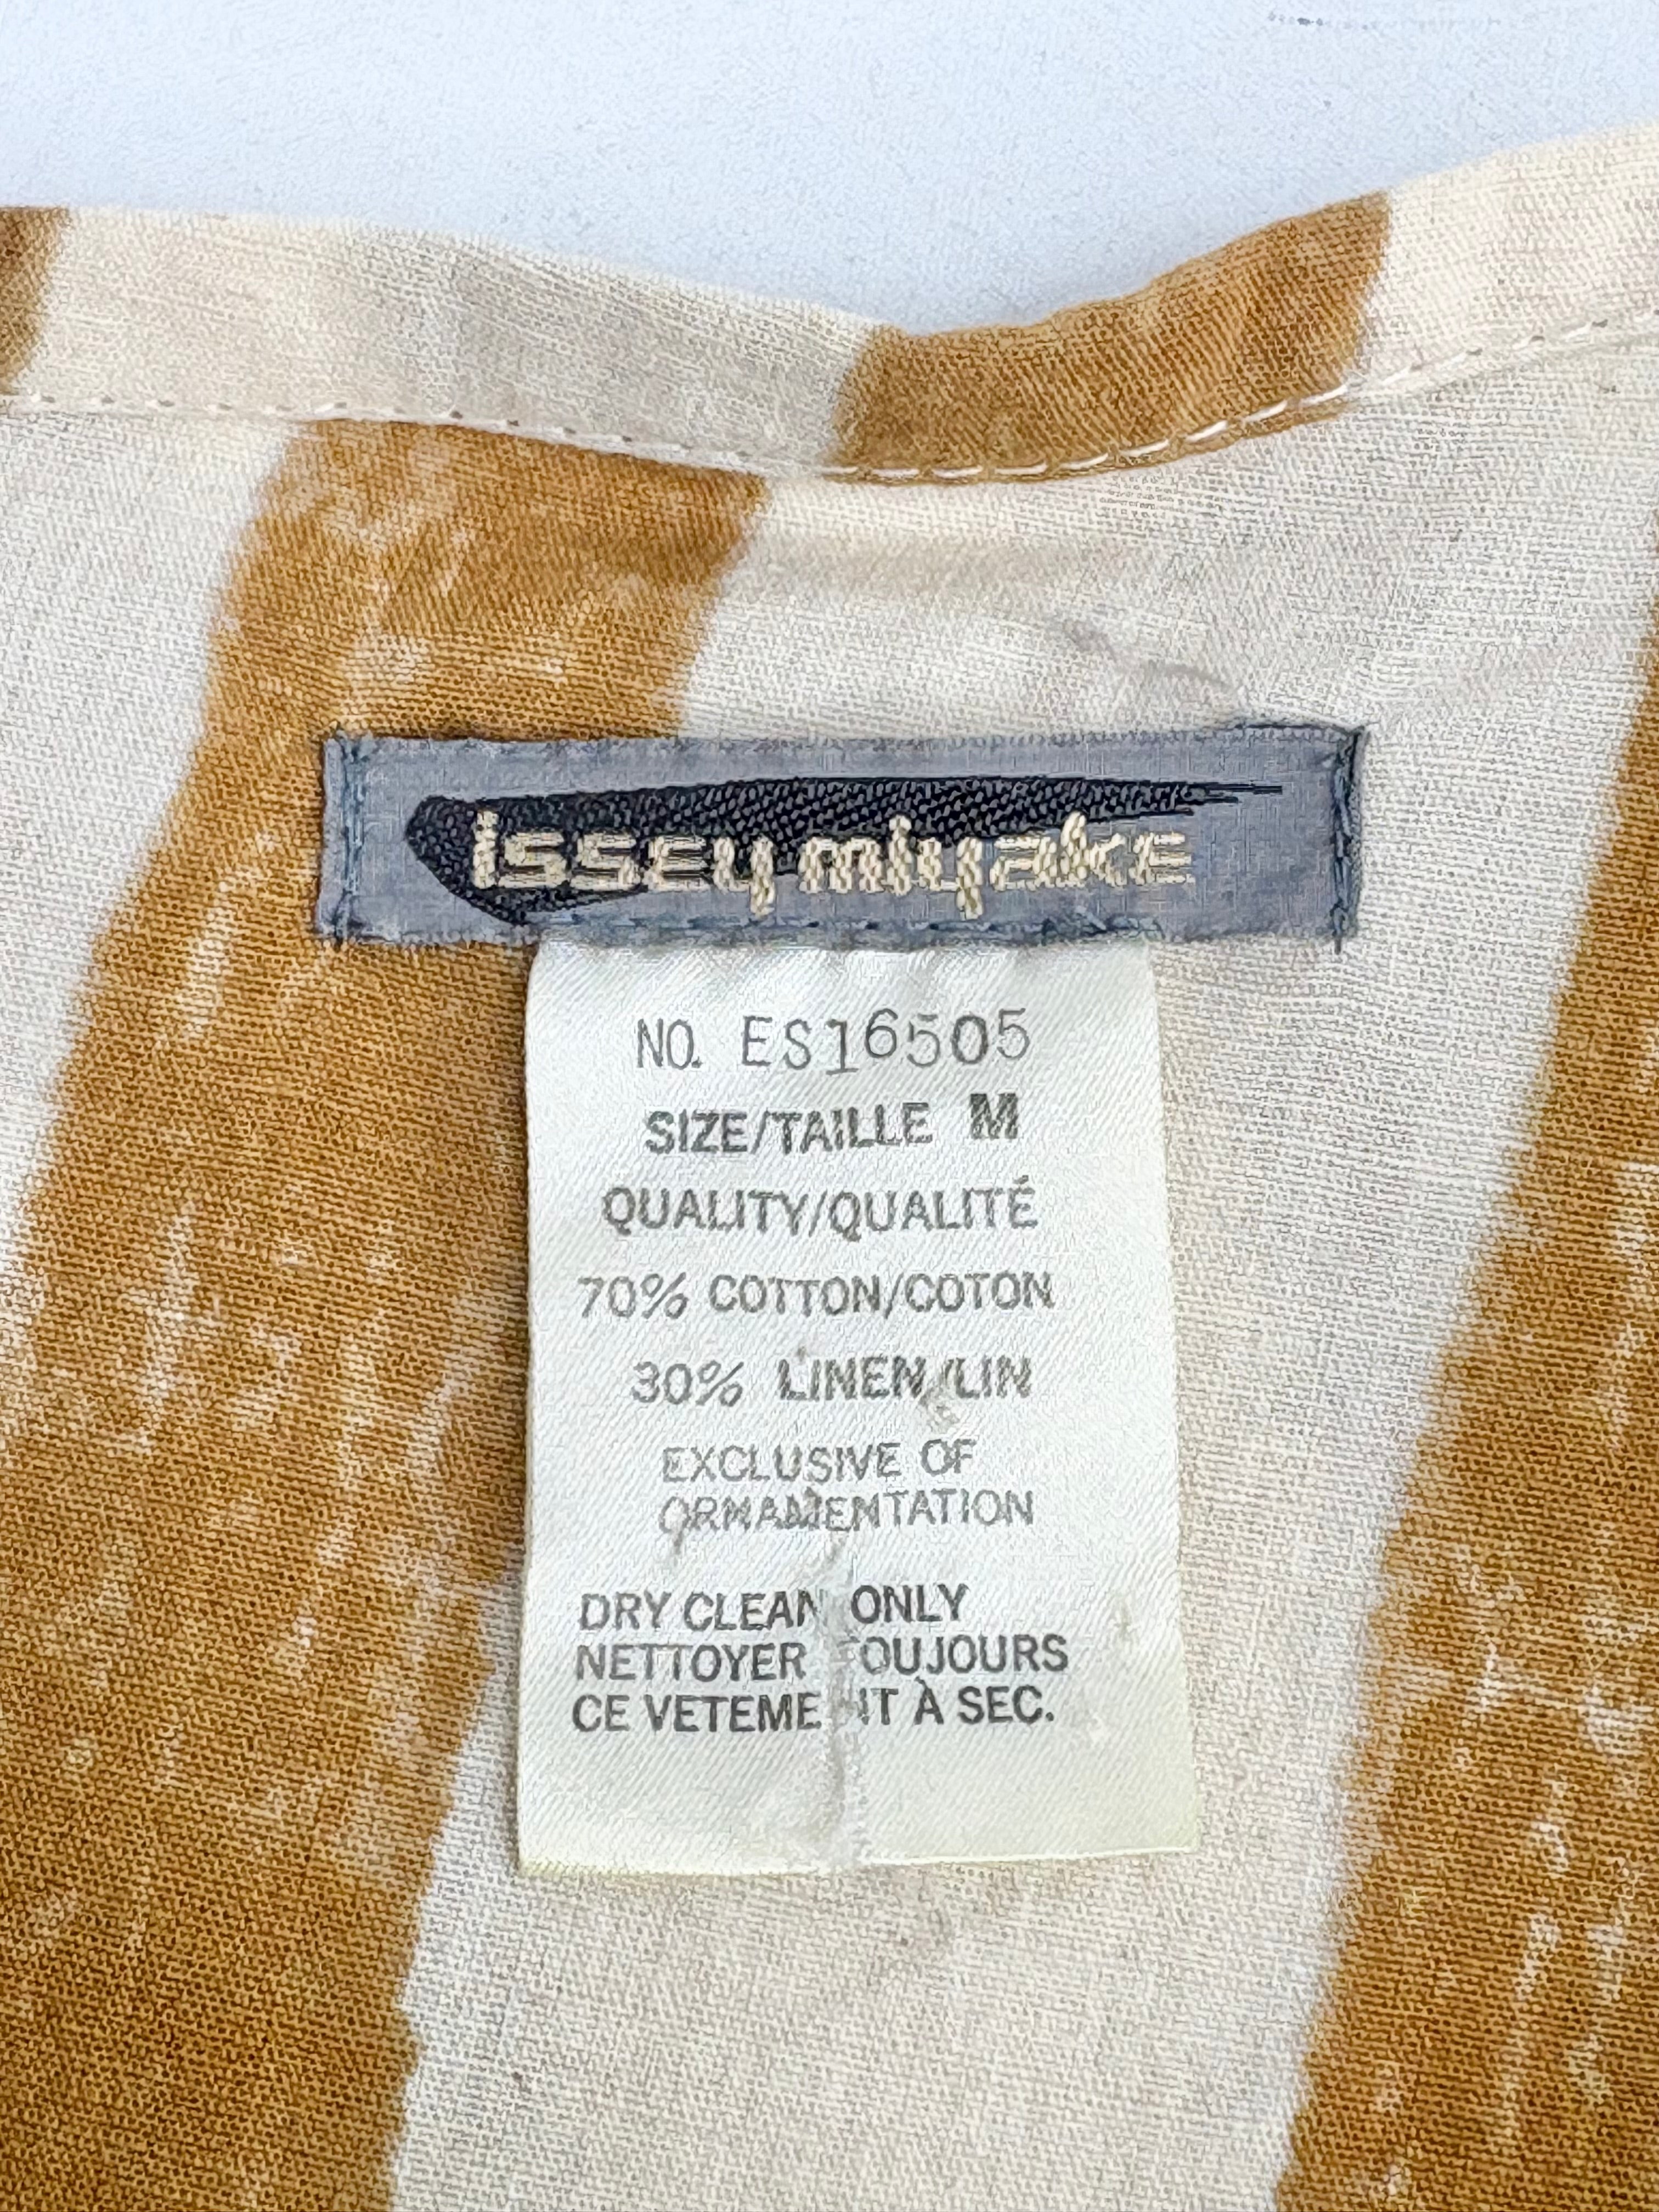 issey miyake
NO. ES16505
SIZE/TAILLE M
QUALITY/QUALITÉ
70% COTTON/COTON
30% LINEN/LIN
EXCLUSIVE OF
ORNAMENTATION
DRY CLEAN ONLY
NETTOYER TOUJOURS
CE VETEMENT À SEC.